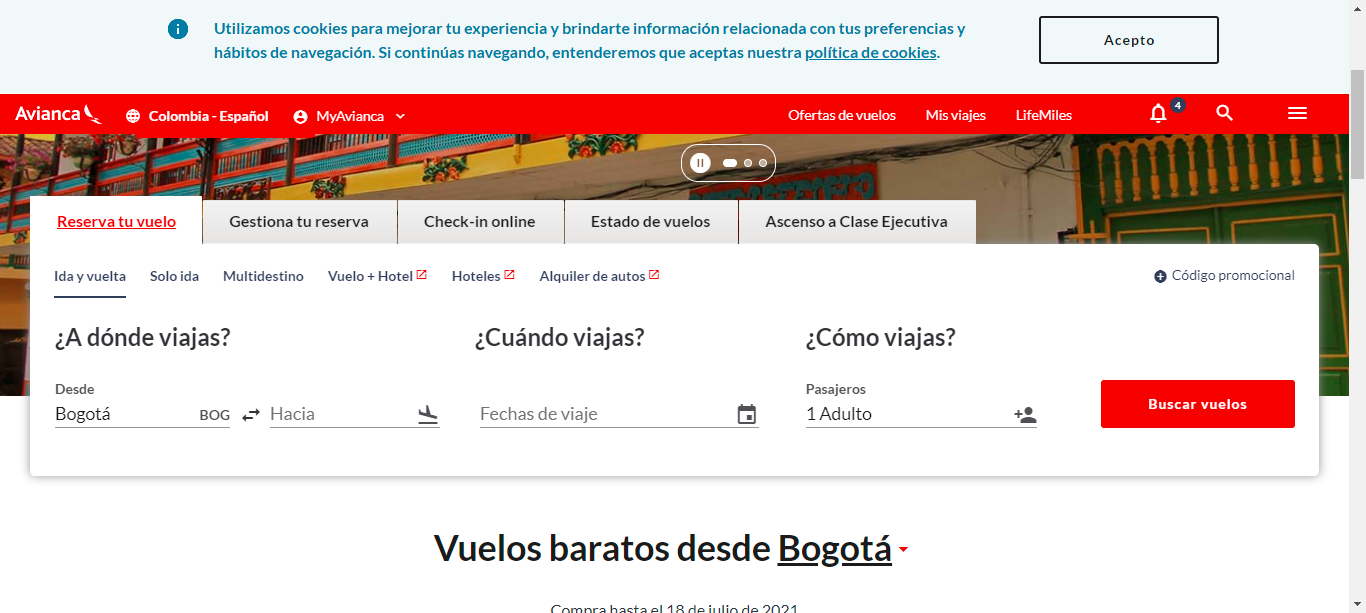 Utilizamos cookies para mejorar tu experiencia y brindarte información relacionada con tus preferencias y
hábitos de navegación. Si continúas navegando, entenderemos que aceptas nuestra política de cookies.
Acepto
Avianca
Colombia - Español
MyAvianca
Ofertas de vuelos
Mis viajes
LifeMiles
4
Reserva tu vuelo
Gestiona tu reserva
Check-in online
Estado de vuelos
Ascenso a Clase Ejecutiva
Ida y vuelta
Solo ida
Multidestino
Vuelo + Hotel
Hoteles
Alquiler de autos
Código promocional
¿A dónde viajas?
¿Cuándo viajas?
¿Cómo viajas?
Desde
Bogotá BOG
Hacia
Fechas de viaje
Pasajeros
1 Adulto
Buscar vuelos
Vuelos baratos desde Bogotá
Compra hasta el 18 de julio de 2021